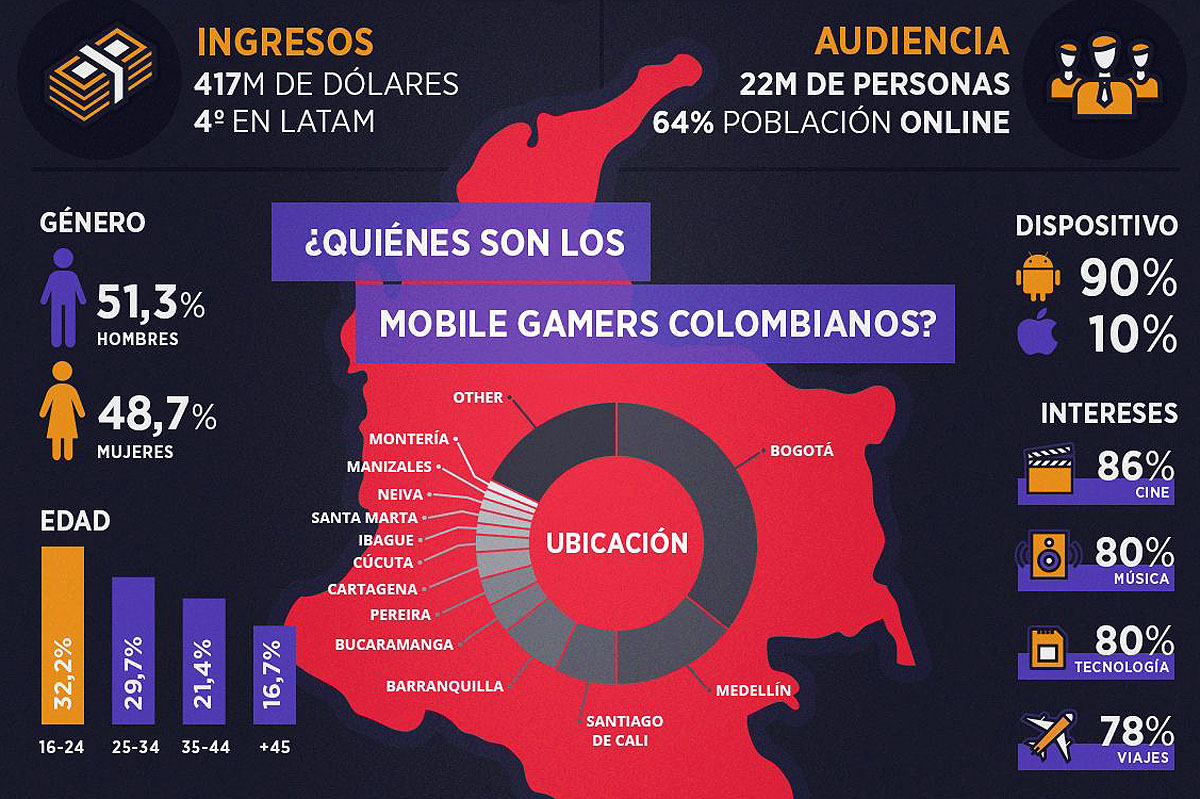 INGRESOS
417M DE DÓLARES
4º EN LATAM
AUDIENCIA
22M DE PERSONAS
64% POBLACIÓN ONLINE
¿QUIÉNES SON LOS
MOBILE GAMERS COLOMBIANOS?
GÉNERO
51,3%
HOMBRES
48,7%
MUJERES
EDAD
32,2%
29,7%
21,4%
16,7%
16-24
25-34
35-44
+45
UBICACIÓN
OTHER
MONTERÍA
MANIZALES
NEIVA
SANTA MARTA
IBAGUE
CÚCUTA
CARTAGENA
PEREIRA
BUCARAMANGA
BARRANQUILLA
SANTIAGO
DE CALI
MEDELLÍN
BOGOTÁ
DISPOSITIVO
90%
10%
INTERESES
86%
CINE
80%
MÚSICA
80%
TECNOLOGÍA
78%
VIAJES